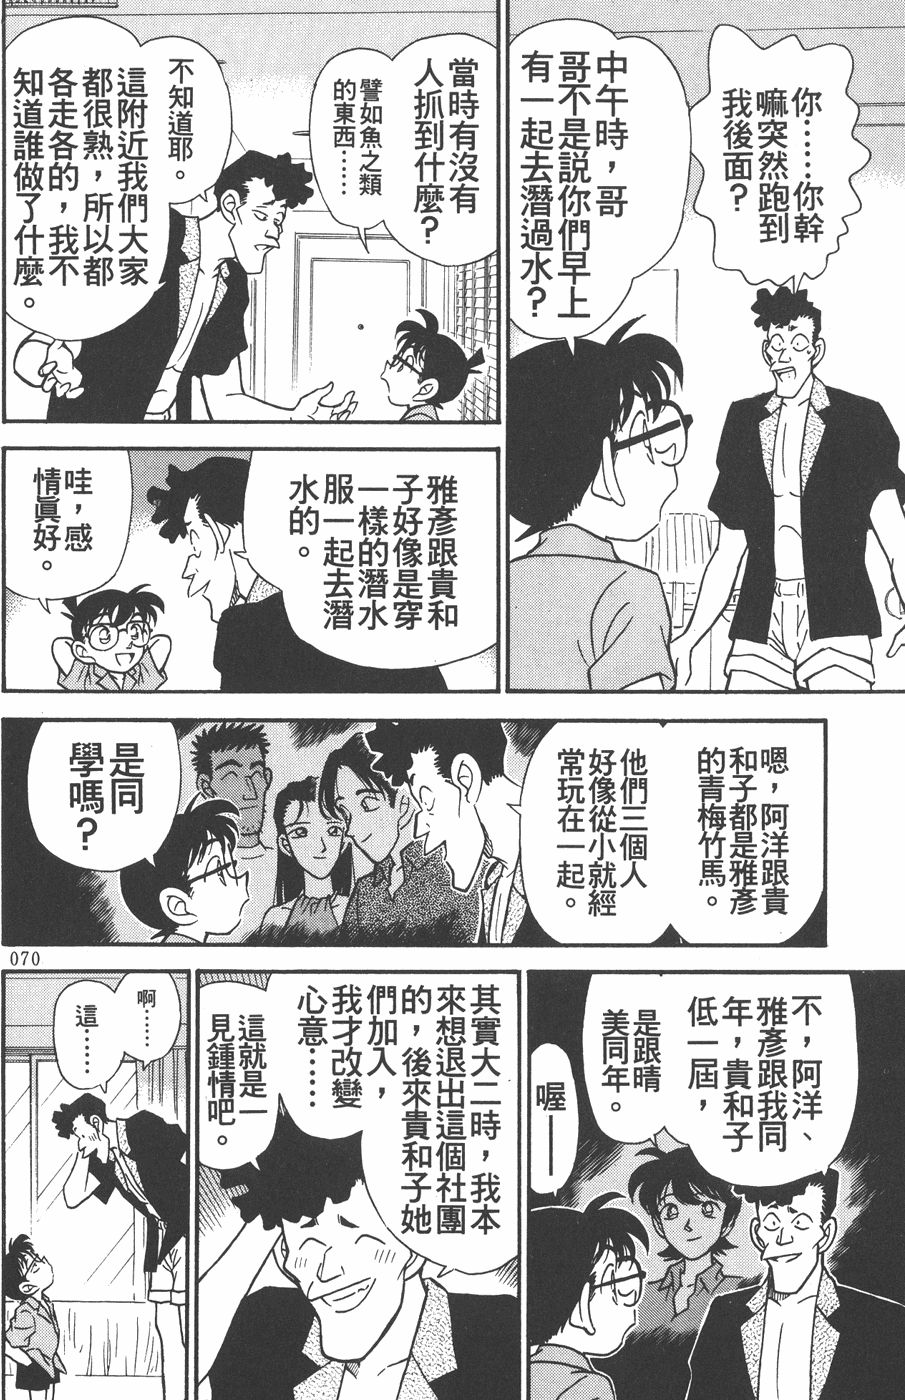 你……你幹
嘛突然跑到
我後面？
中午時，哥
哥不是説你們早上
有一起去潛過水？
當時有沒有
人抓到什麼？
譬如魚之類
的東西……
不知道耶。
這附近我們大家
都很熟，所以都
各走各的，我不
知道誰做了什麼。
雅彥跟貴和
子好像是穿
一樣的潛水
服一起去潛
水的。
哇，感
情眞好。
嗯，阿洋跟貴
和子都是雅彥
的青梅竹馬。
他們三個人
好像從小就經
常玩在一起。
是同
學嗎？
070
不，阿洋、
雅彥跟我同
年，貴和子
低一屆，
是跟晴
美同年。
喔──
其實大二時，我本
來想退出這個社團
的，後來貴和子她
們加入，
我才改變
心意……
這就是一
見鍾情吧。
啊……
這……